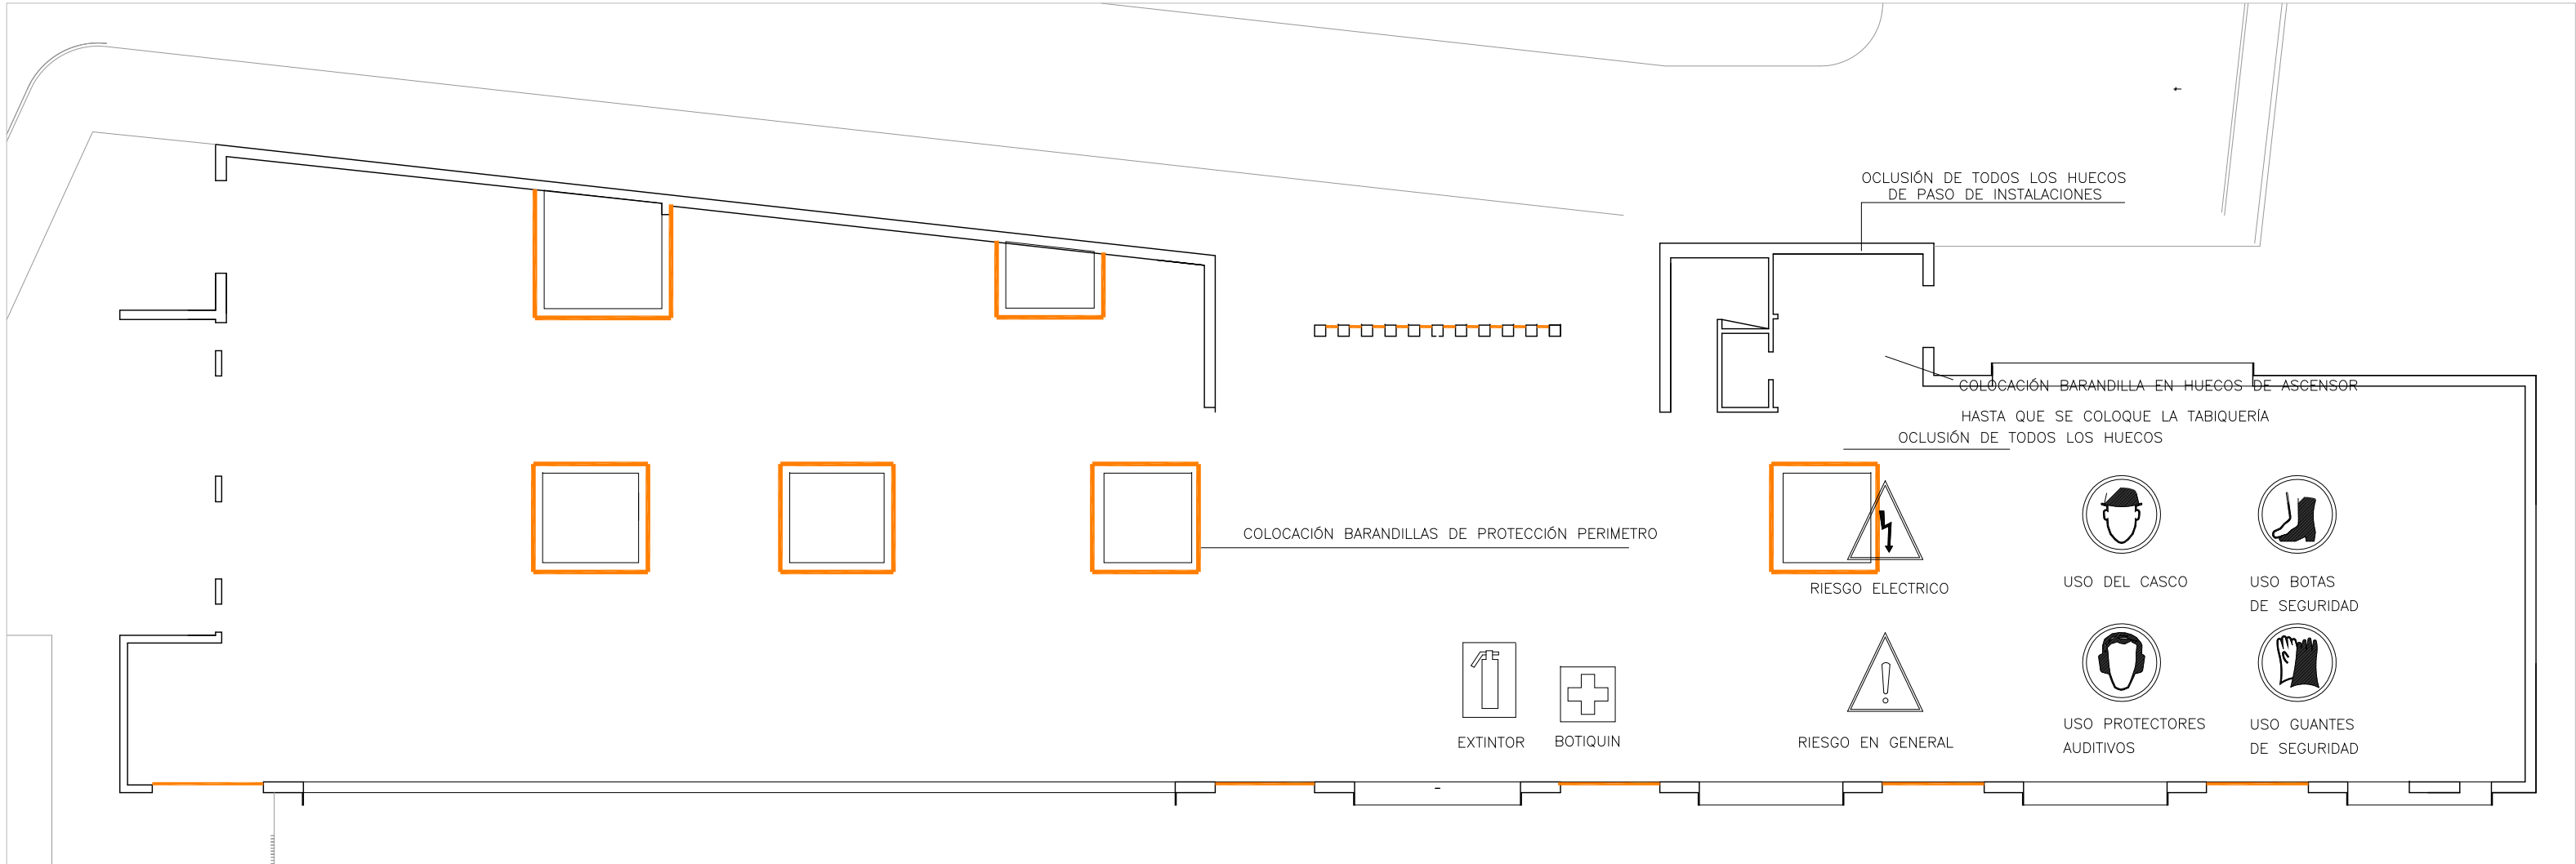 OCLUSIÓN DE TODOS LOS HUECOS
DE PASO DE INSTALACIONES
COLOCACIÓN BARANDILLA EN HUECOS DE ASCENSOR
HASTA QUE SE COLOQUE LA TABIQUERÍA
OCLUSIÓN DE TODOS LOS HUECOS
COLOCACIÓN BARANDILLAS DE PROTECCIÓN PERIMETRO
RIESGO ELECTRICO
USO DEL CASCO
USO BOTAS
DE SEGURIDAD
EXTINTOR
BOTIQUIN
RIESGO EN GENERAL
USO PROTECTORES
AUDITIVOS
USO GUANTES
DE SEGURIDAD